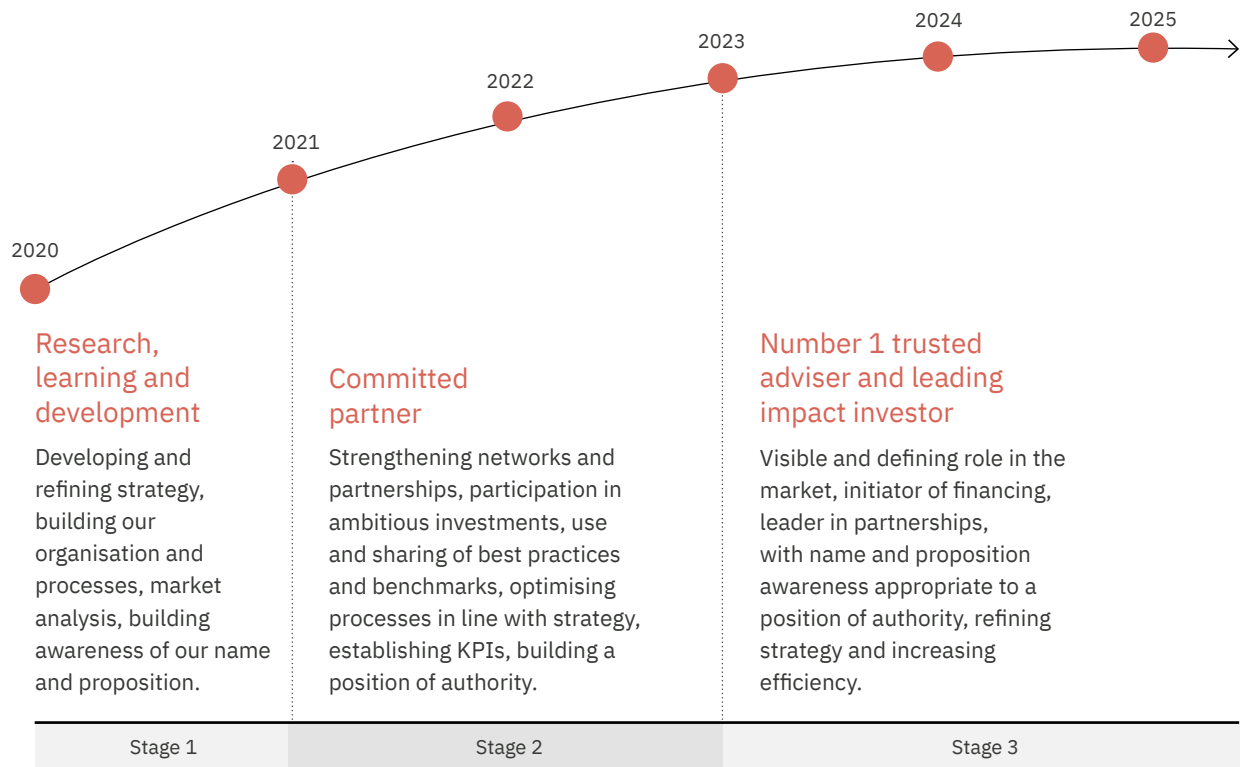 2020
2021
2022
2023
2024
2025
Research,
learning and
development
Developing and
refining strategy,
building our
organisation and
processes, market
analysis, building
awareness of our name
and proposition.
Committed
partner
Strengthening networks and
partnerships, participation in
ambitious investments, use
and sharing of best practices
and benchmarks, optimising
processes in line with strategy,
establishing KPIs, building a
position of authority.
Number 1 trusted
adviser and leading
impact investor
Visible and defining role in the
market, initiator of financing,
leader in partnerships,
with name and proposition
awareness appropriate to a
position of authority, refining
strategy and increasing
efficiency.
Stage 1
Stage 2
Stage 3